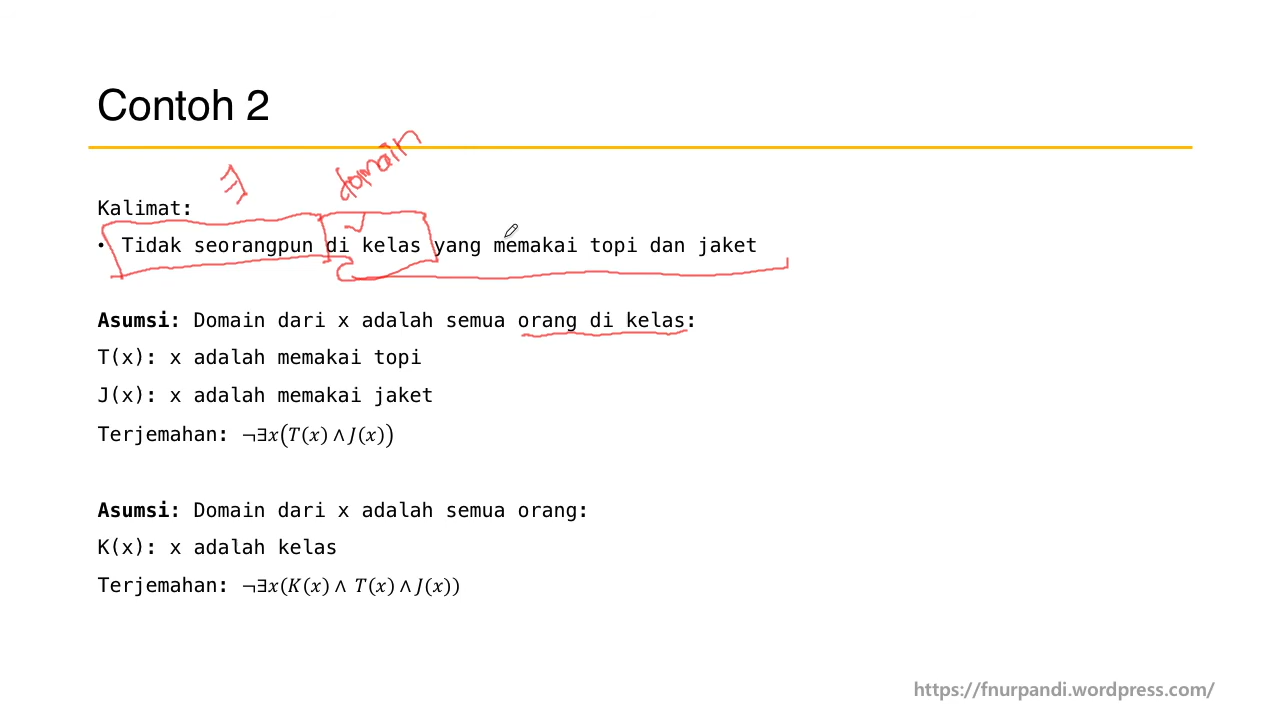 Contoh 2
∃
domain
Kalimat:
• Tidak seorangpun di kelas yang memakai topi dan jaket
Asumsi: Domain dari x adalah semua orang di kelas:
T(x): x adalah memakai topi
J(x): x adalah memakai jaket
Terjemahan: ¬∃x(T(x) ∧ J(x))
Asumsi: Domain dari x adalah semua orang:
K(x): x adalah kelas
Terjemahan: ¬∃x(K(x) ∧ T(x) ∧ J(x))
https://fnurpandi.wordpress.com/